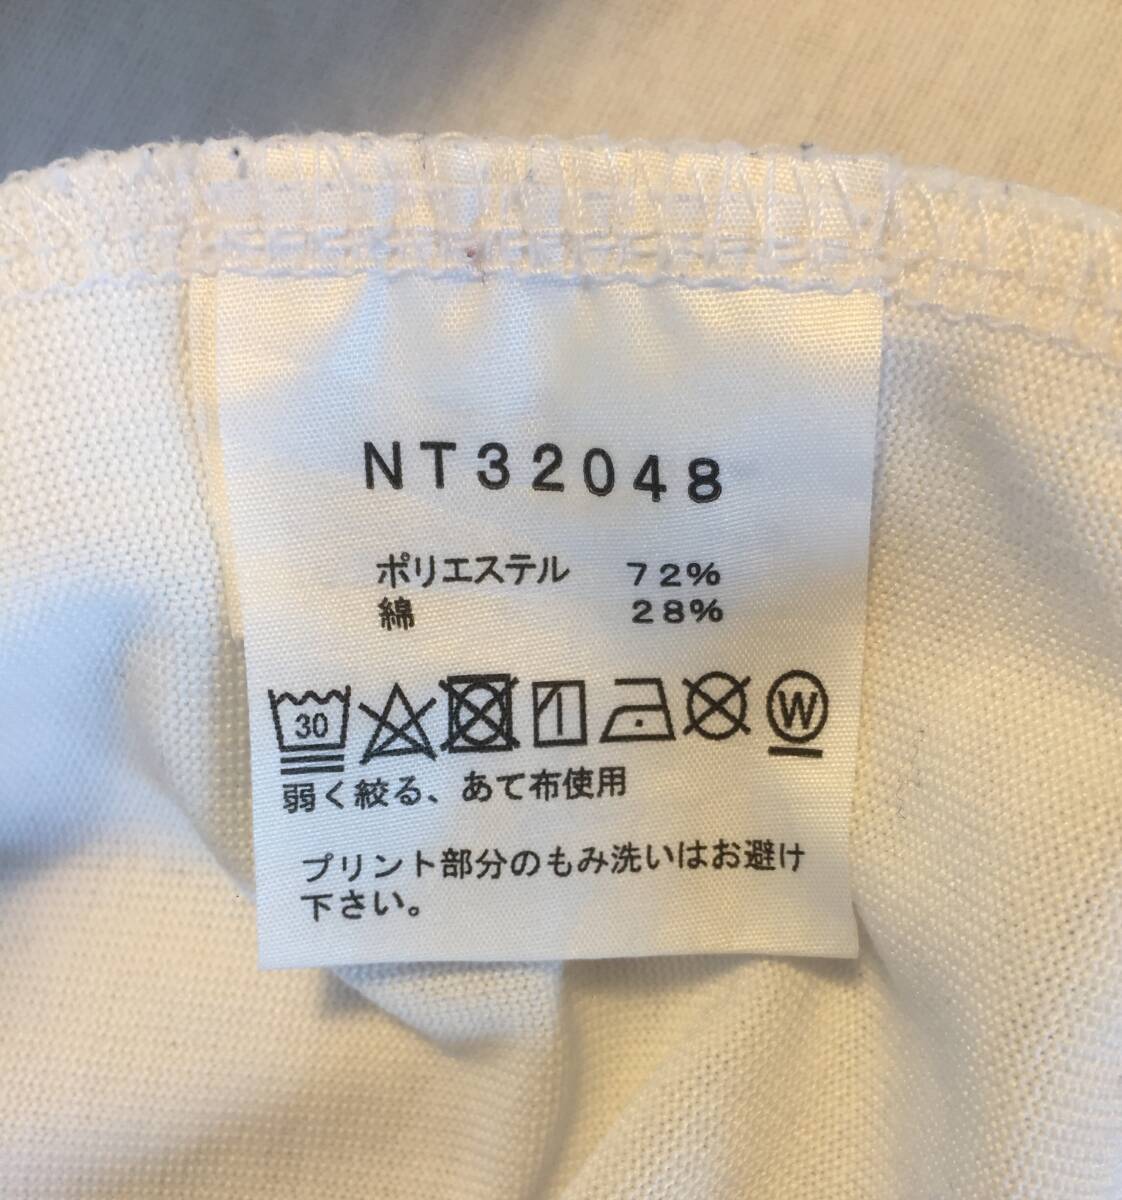 NT32048
ポリエステル 72%
綿 28%
30 W
弱く絞る、あて布使用
プリント部分のもみ洗いはお避け
下さい。